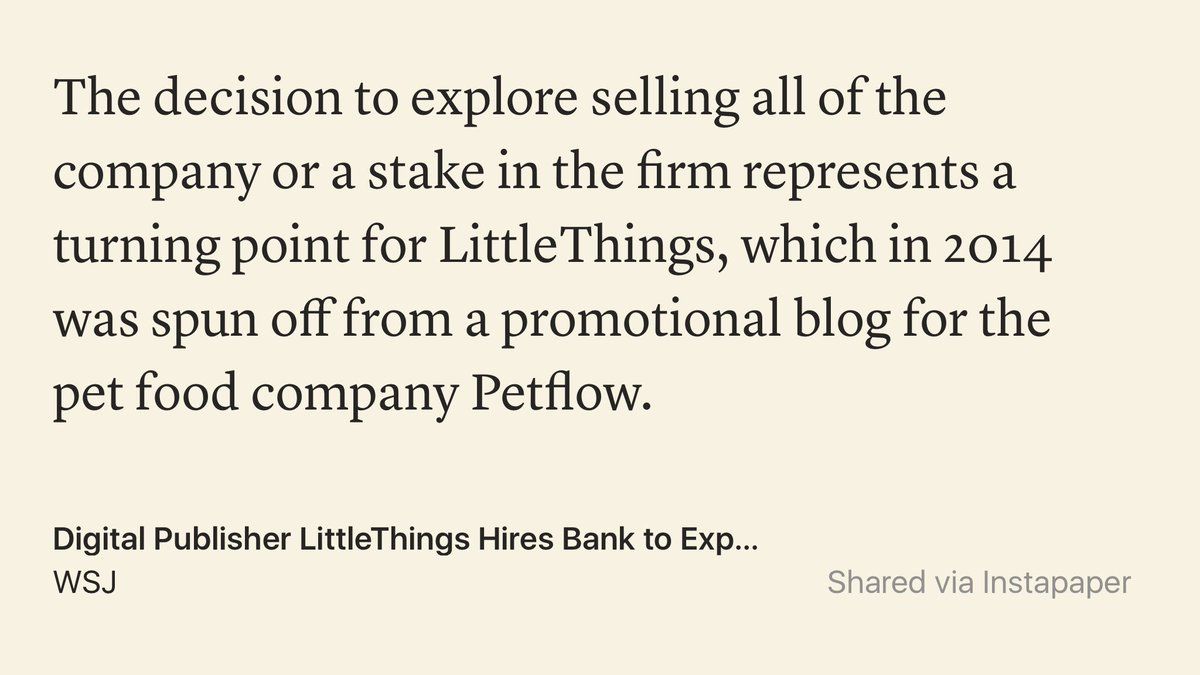 The decision to explore selling all of the
company or a stake in the firm represents a
turning point for LittleThings, which in 2014
was spun off from a promotional blog for the
pet food company Petflow.
Digital Publisher LittleThings Hires Bank to Exp...
WSJ
Shared via Instapaper